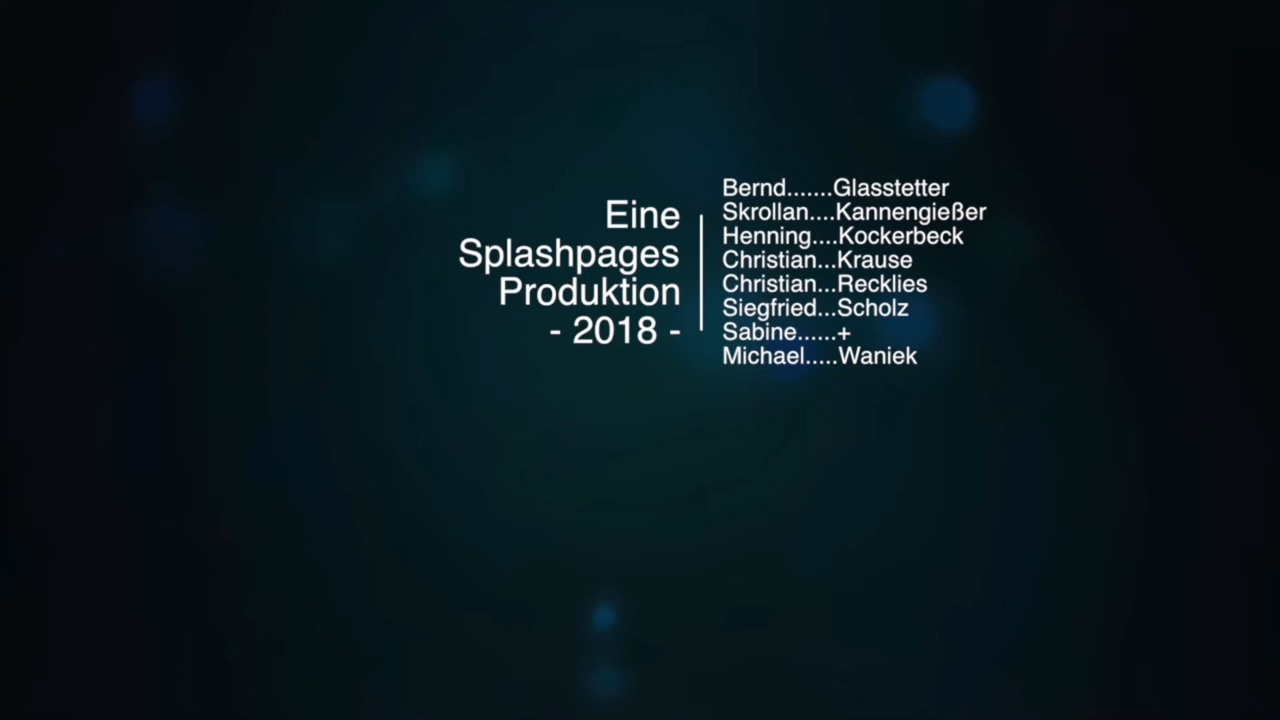 Eine
Splashpages
Produktion
- 2018 -
Bernd.......Glasstetter
Skrollan....Kannengießer
Henning....Kockerbeck
Christian...Krause
Christian...Recklies
Siegfried...Scholz
Sabine......+
Michael.....Waniek